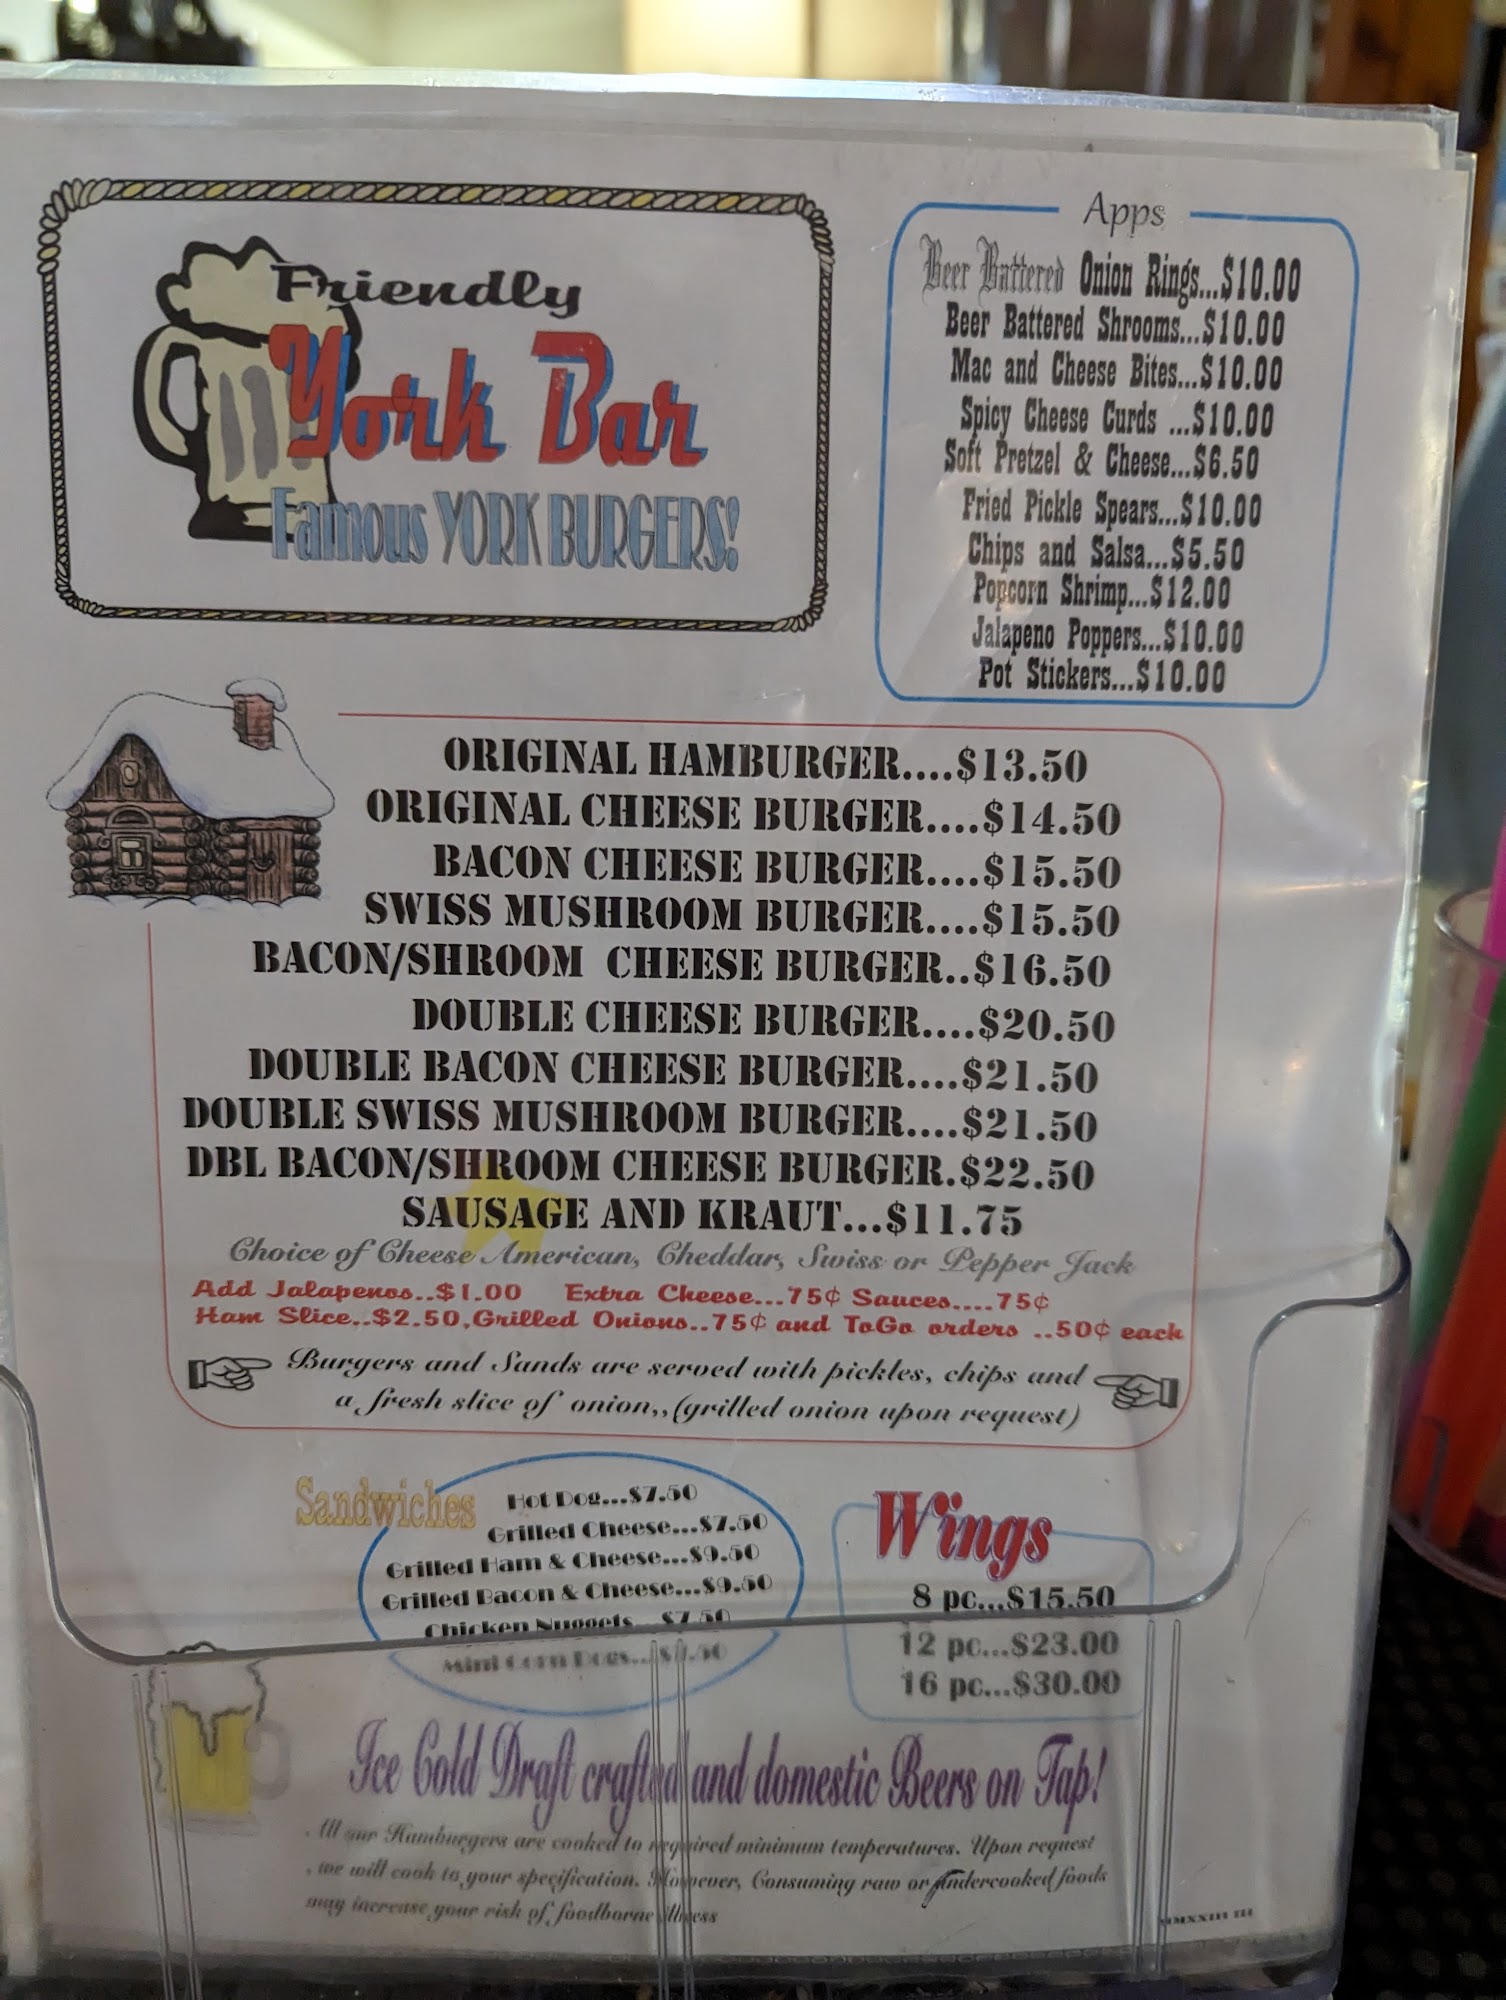 Friendly
York Bar
Famous YORK BURGERS!
Apps
Beer Battered Onion Rings...$10.00
Beer Battered Shrooms...$10.00
Mac and Cheese Bites...$10.00
Spicy Cheese Curds ...$10.00
Soft Pretzel & Cheese...$6.50
Fried Pickle Spears...$10.00
Chips and Salsa...$5.50
Popcorn Shrimp...$12.00
Jalapeno Poppers...$10.00
Pot Stickers...$10.00
ORIGINAL HAMBURGER....$13.50
ORIGINAL CHEESE BURGER....$14.50
BACON CHEESE BURGER....$15.50
SWISS MUSHROOM BURGER....$15.50
BACON/SHROOM CHEESE BURGER..$16.50
DOUBLE CHEESE BURGER....$20.50
DOUBLE BACON CHEESE BURGER....$21.50
DOUBLE SWISS MUSHROOM BURGER....$21.50
DBL BACON/SHROOM CHEESE BURGER.$22.50
SAUSAGE AND KRAUT...$11.75
Choice of Cheese American, Cheddar, Swiss or Pepper Jack
Add Jalapenos..$1.00 Extra Cheese...75¢ Sauces....75¢
Ham Slice..$2.50,Grilled Onions..75¢ and ToGo orders ..50¢ each
Burgers and Sands are served with pickles, chips and
a fresh slice of onion,,(grilled onion upon request)
Sandwiches
Hot Dog...$7.50
Grilled Cheese...$7.50
Grilled Ham & Cheese...$9.50
Grilled Bacon & Cheese...$9.50
Chicken Nuggets...$7.50
Mini Corn Dogs...
Wings
8 pc...$15.50
12 pc...$23.00
16 pc...$30.00
Ice Cold Draft crafted and domestic Beers on Tap!
All our Hamburgers are cooked to required minimum temperatures. Upon request
, we will cook to your specification. However, Consuming raw or undercooked foods
may increase your risk of foodborne illness